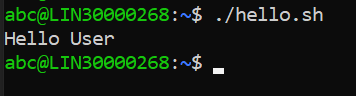 abc@LIN30000268:~$ ./hello.sh
Hello User
abc@LIN30000268:~$